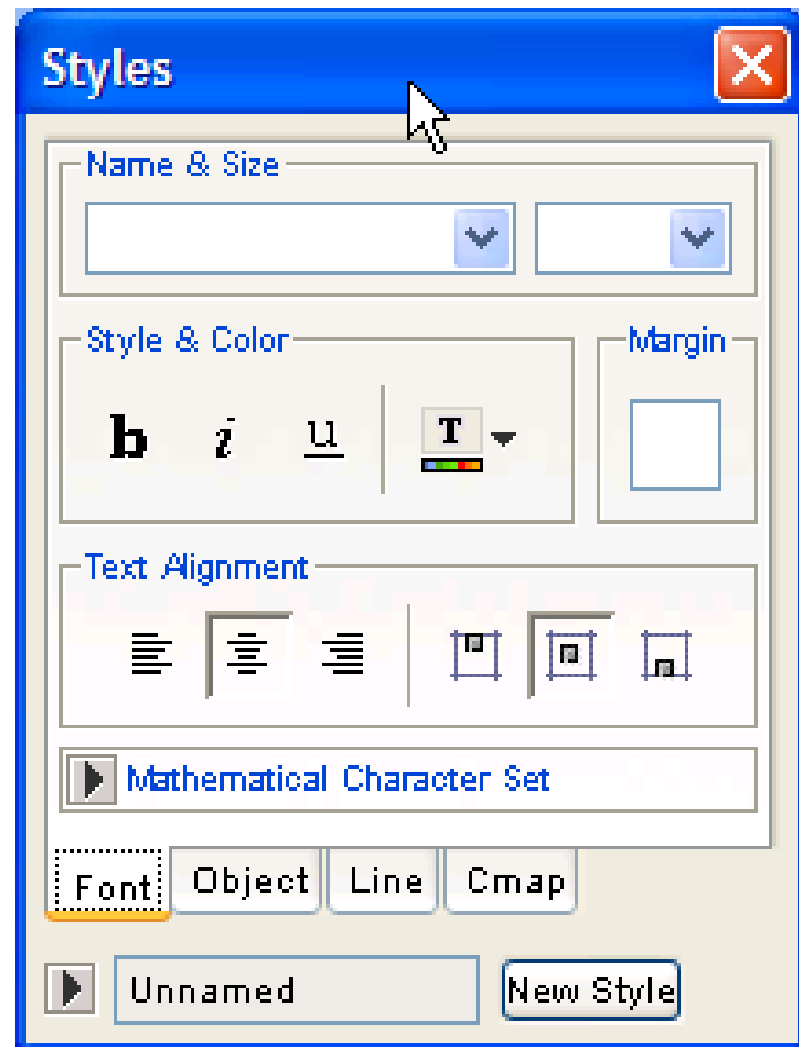 Styles
Name & Size
Style & Color
Margin
b i u T
Text Alignment
Mathematical Character Set
Font Object Line Cmap
Unnamed New Style